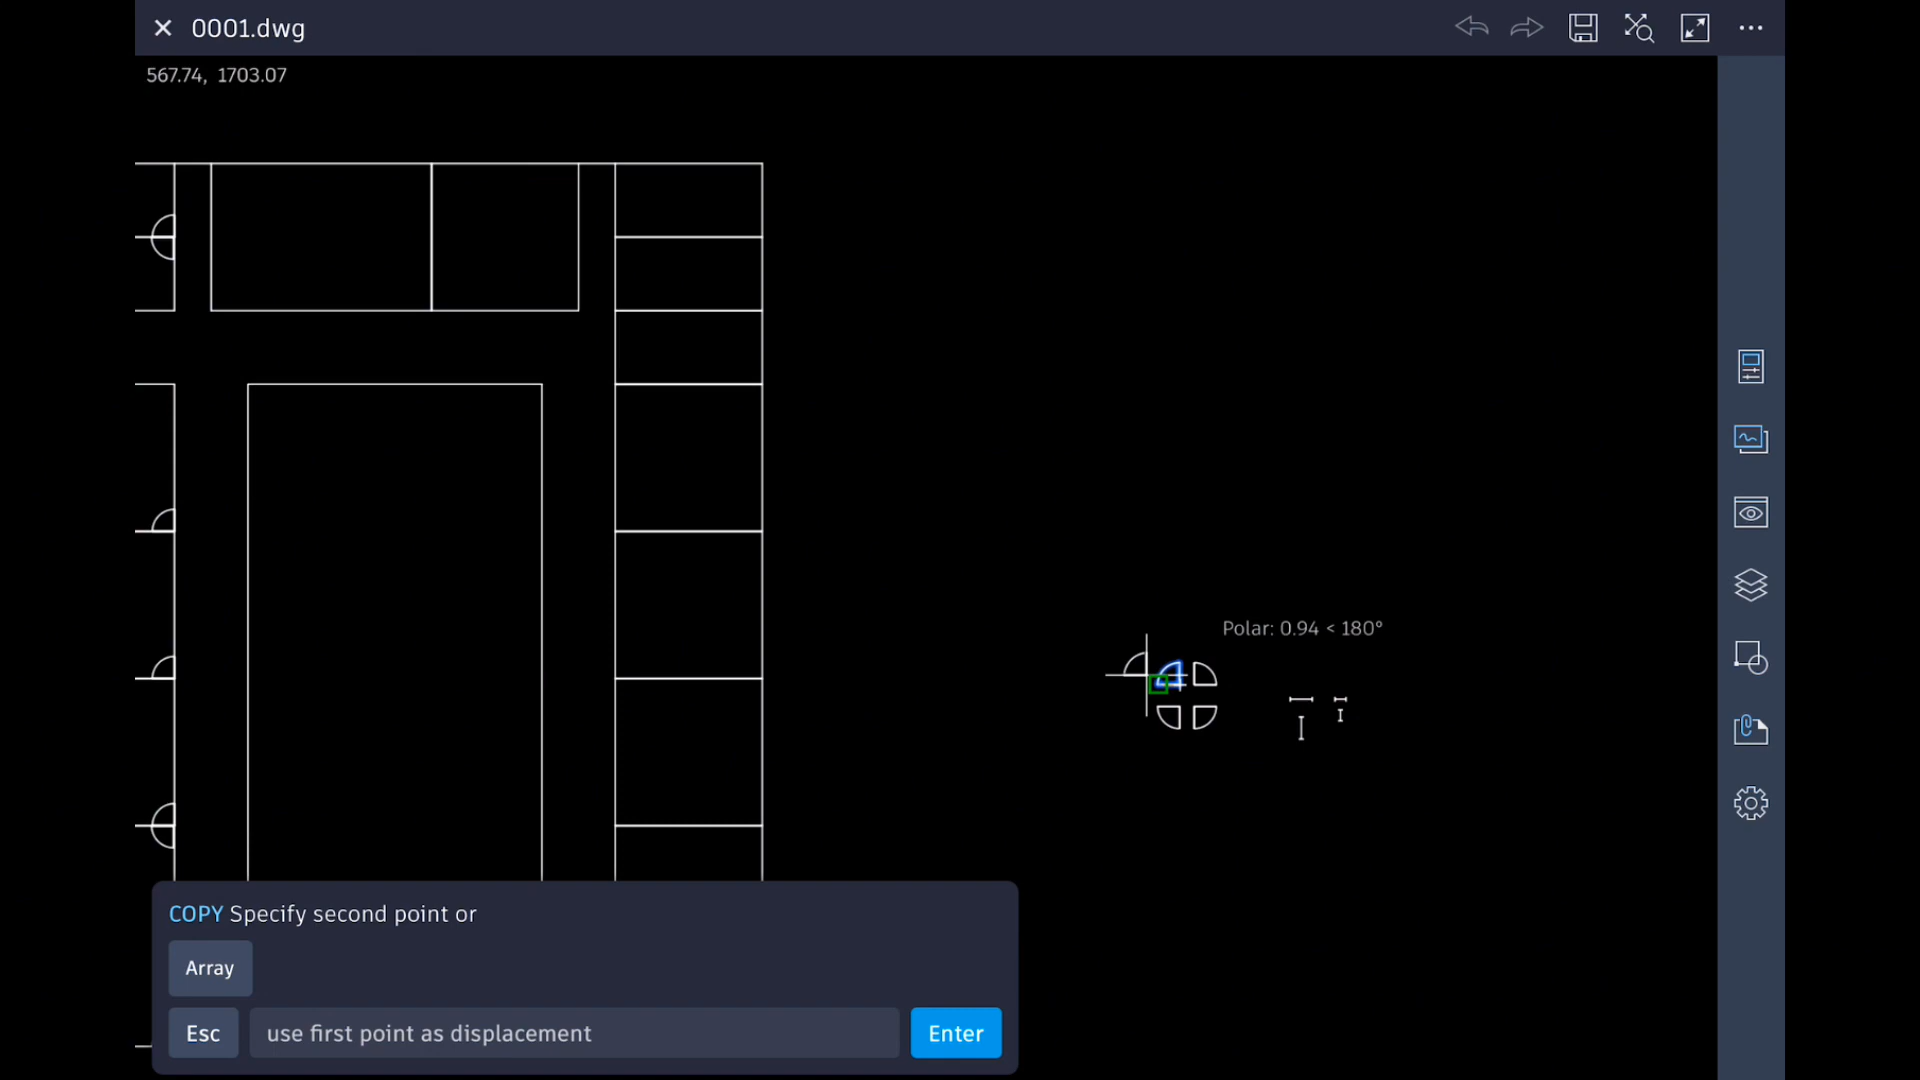 0001.dwg
567.74, 1703.07
Polar: 0.94 < 180°
COPY Specify second point or
Array
Esc
use first point as displacement
Enter